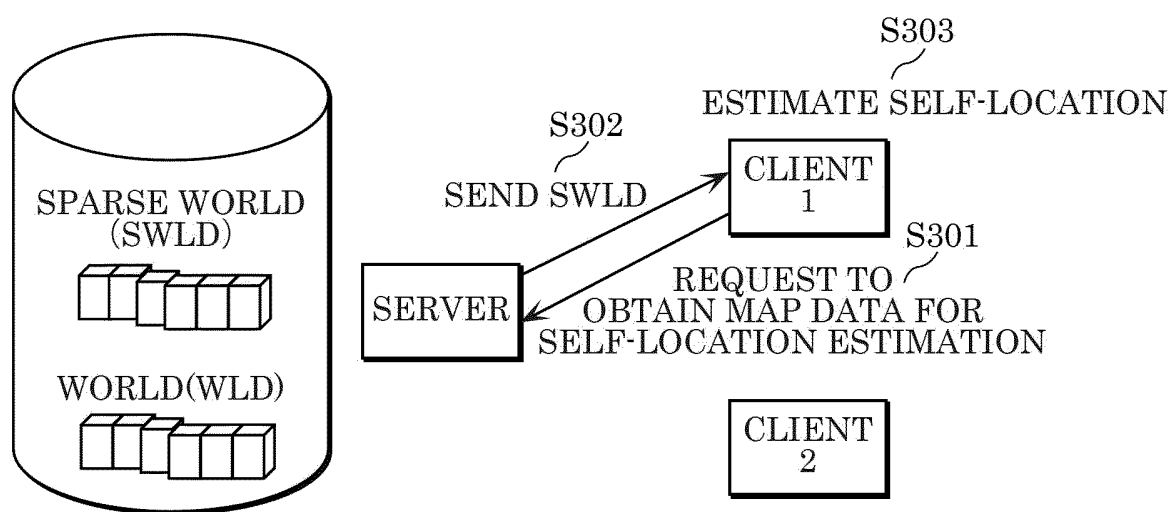 S303
ESTIMATE SELF-LOCATION
S302
SEND SWLD
CLIENT
1
SPARSE WORLD
(SWLD)
S301
REQUEST TO
OBTAIN MAP DATA FOR
SELF-LOCATION ESTIMATION
SERVER
WORLD(WLD)
CLIENT
2